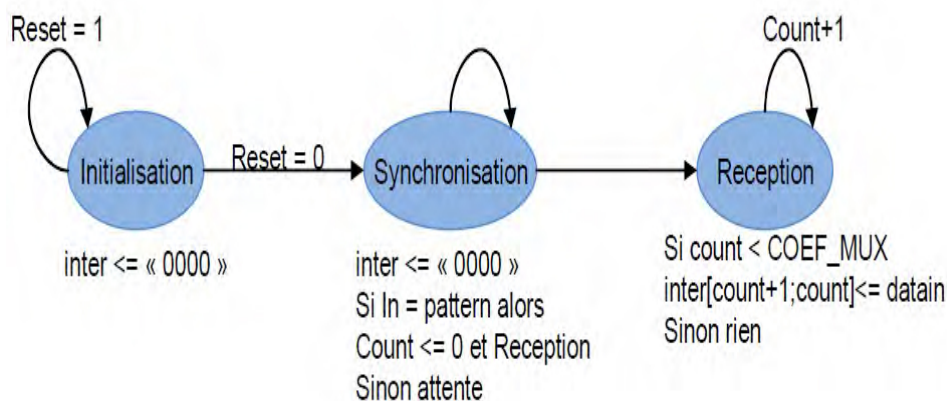 Reset = 1
Count+1
Initialisation
Reset = 0
Synchronisation
Reception
inter <= « 0000 »
inter <= « 0000 »
Si In = pattern alors
Count <= 0 et Reception
Sinon attente
Si count < COEF_MUX
inter[count+1;count]<= datain
Sinon rien